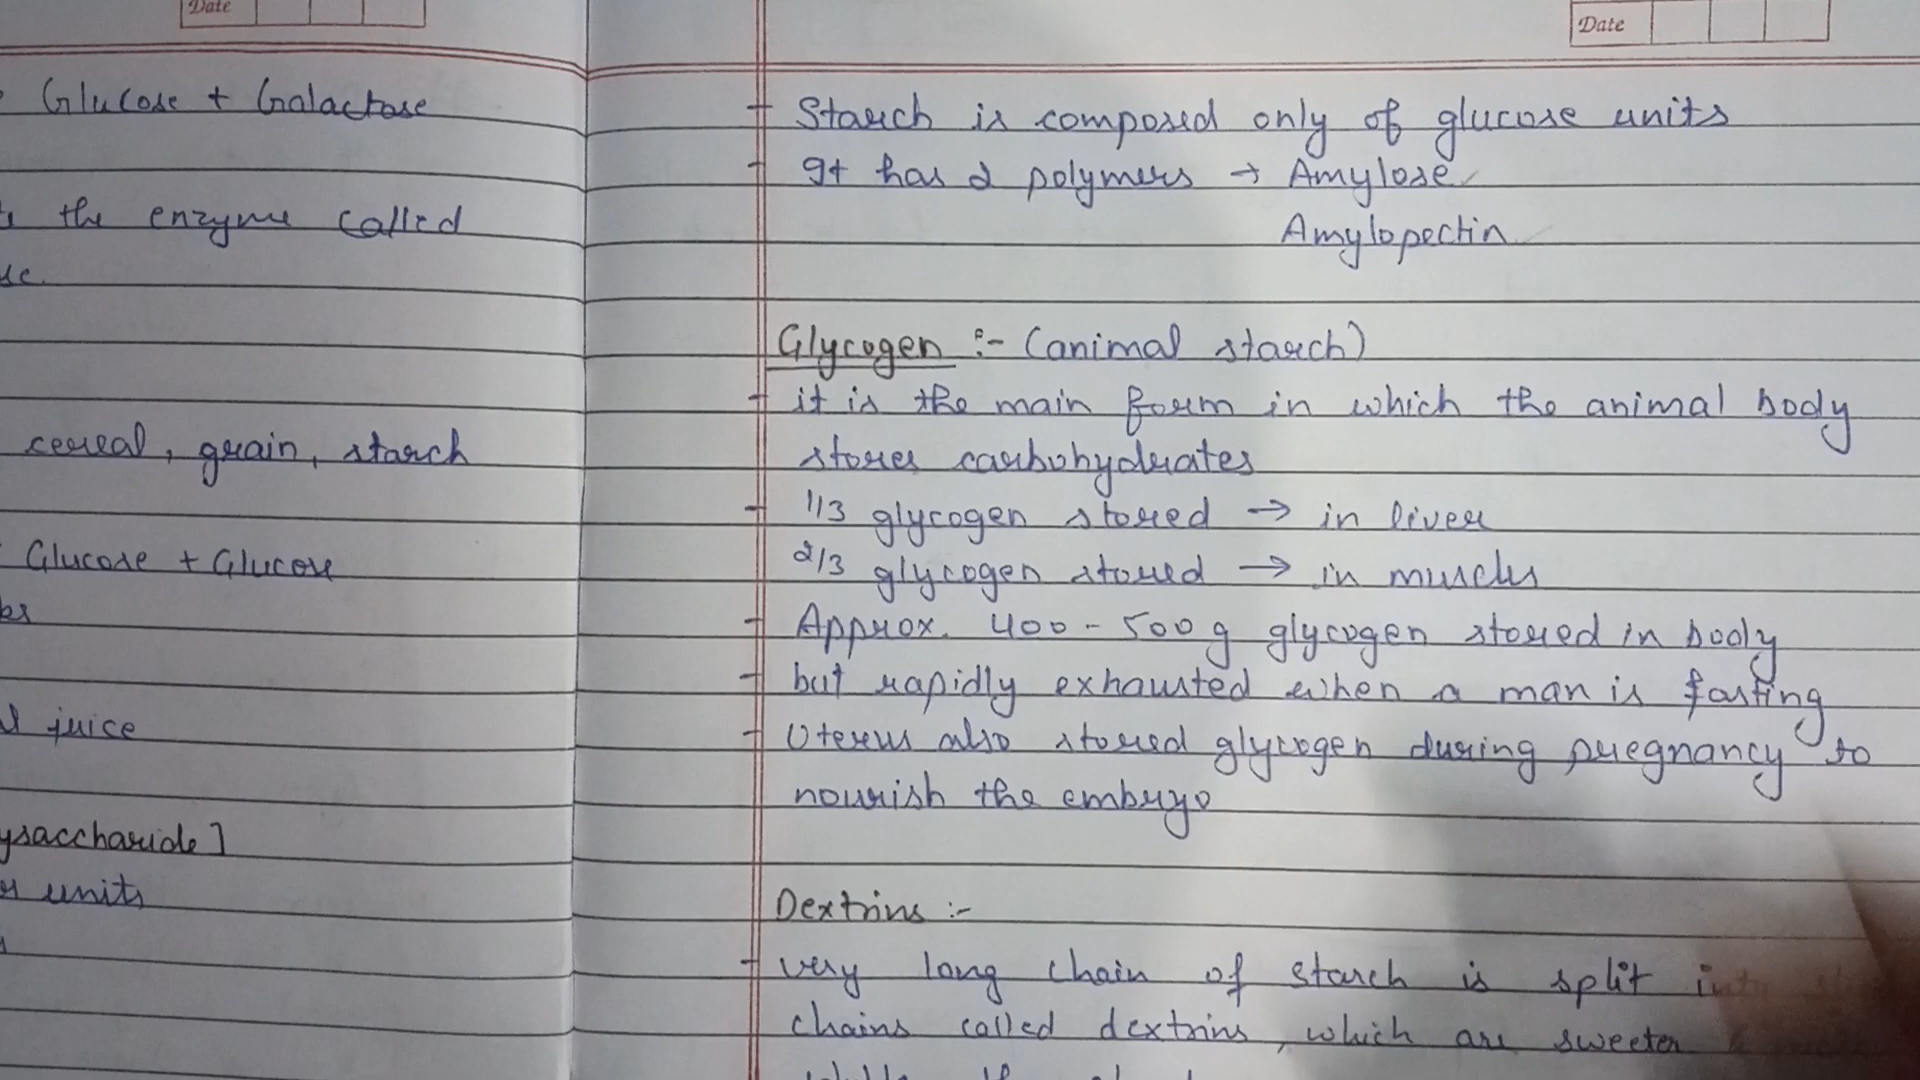 Date
Glucose + Galactose
the enzyme called
cereal, grain, starch
Glucose + Glucose
juice
ysaccharide]
units
Date
- Starch is composed only of glucose units
- It has 2 polymers → Amylose
Amylopectin
Glycogen :- (animal starch)
- it is the main form in which the animal body
stores carbohydrates
- 1/3 glycogen stored → in liver
2/3 glycogen stored → in muscles
- Approx. 400 - 500 g glycogen stored in body
- but rapidly exhausted when a man is fasting
- Uterus also stored glycogen during pregnancy to
nourish the embryo
Dextrins :-
- very long chain of starch is split into
chains called dextrins, which are sweeter